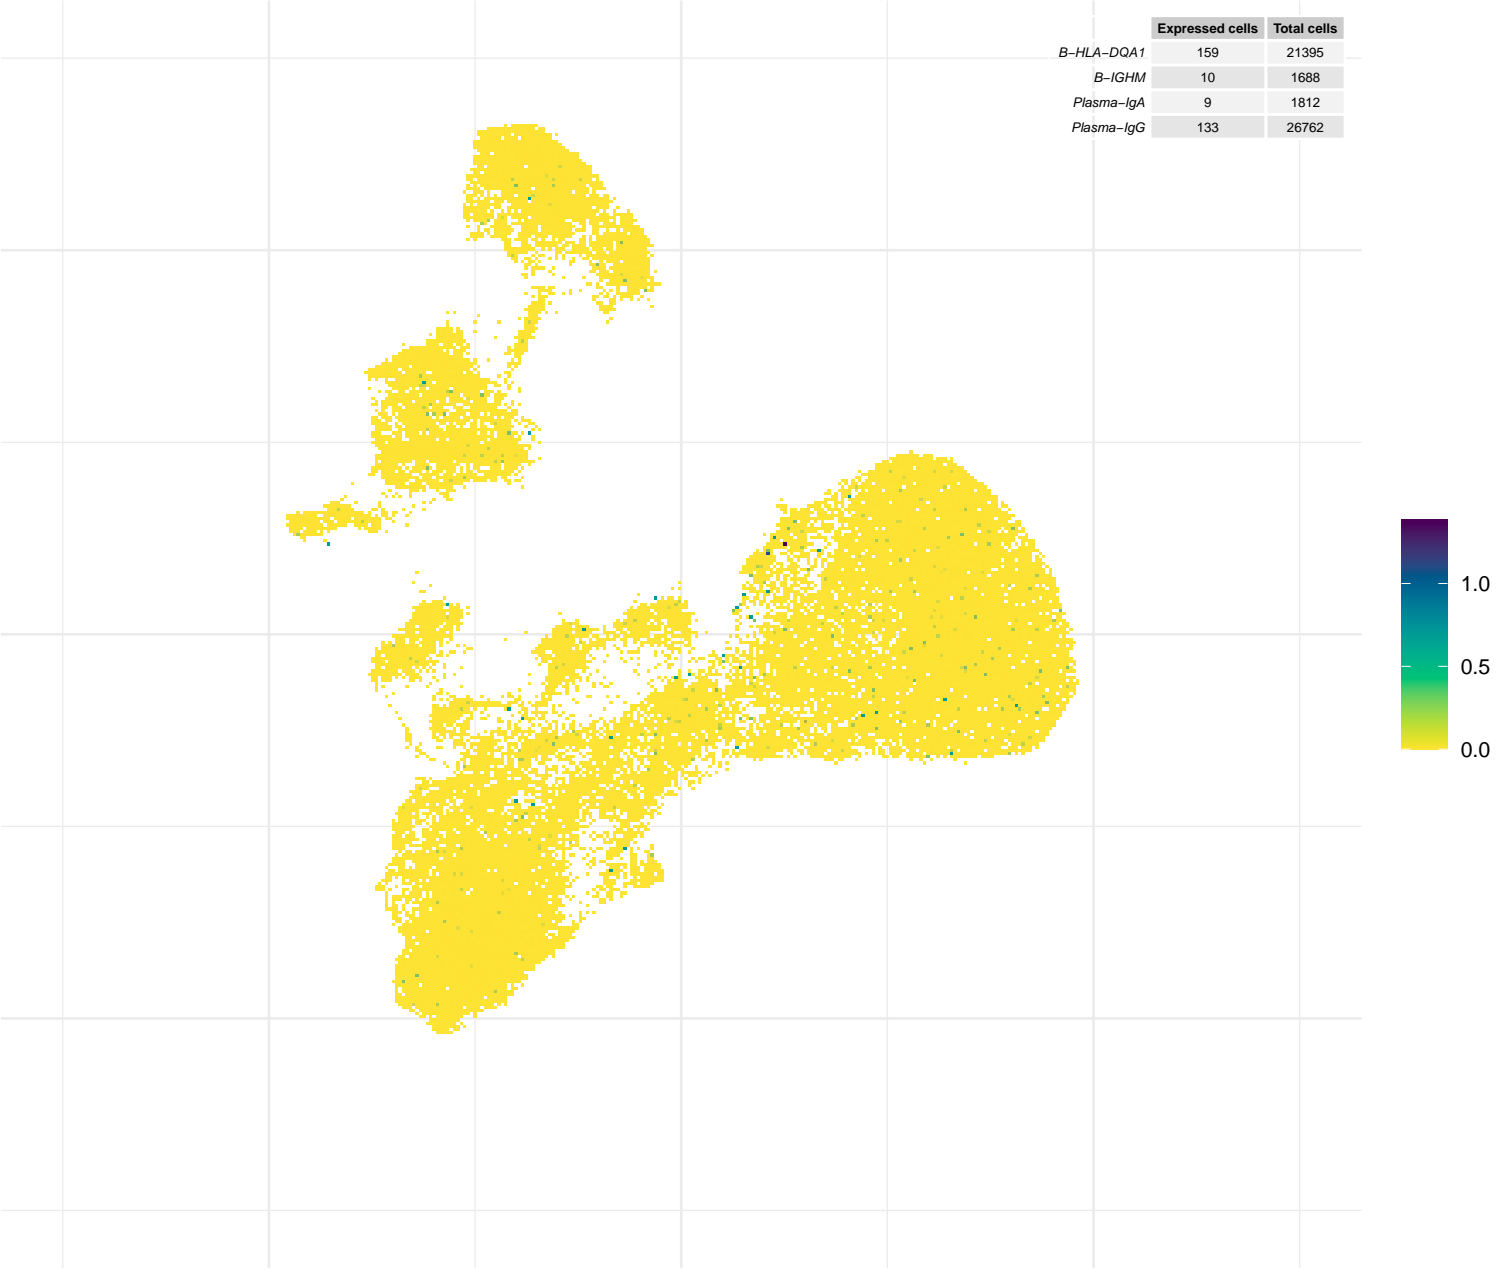 Expressed cells Total cells
B−HLA−DQA1 159 21395
B−IGHM 10 1688
Plasma−IgA 9 1812
Plasma−IgG 133 26762
1.0
0.5
0.0